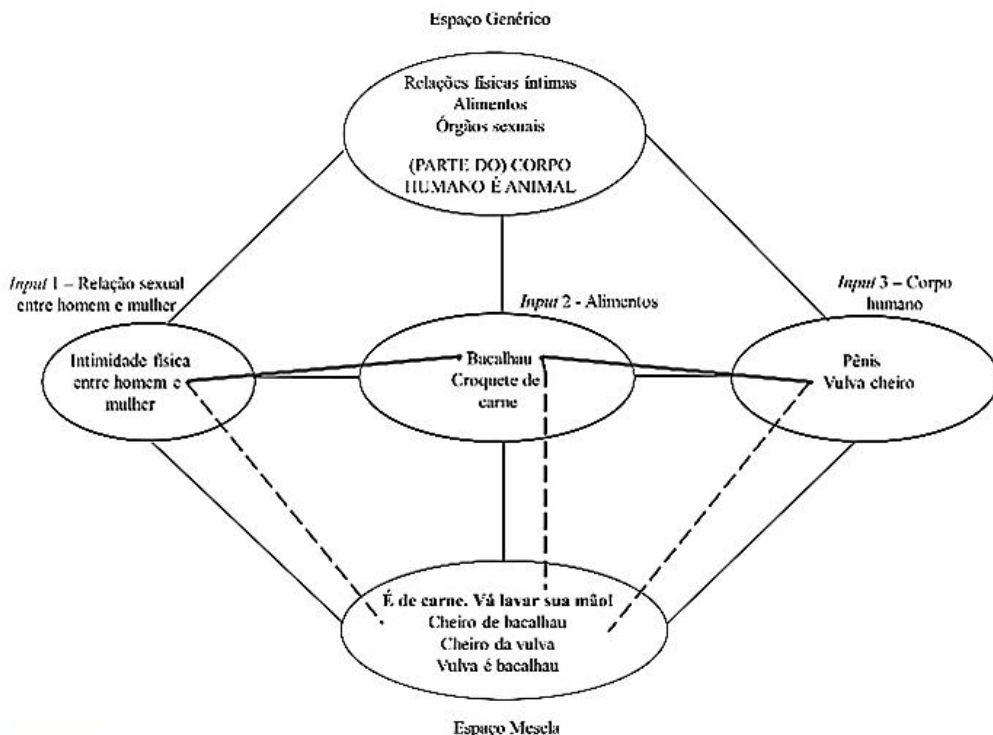 Espaço Genérico
Relações físicas íntimas
Alimentos
Órgãos sexuais
(PARTE DO) CORPO
HUMANO É ANIMAL
Input 1 – Relação sexual
entre homem e mulher
Input 2 - Alimentos
Input 3 – Corpo
humano
Intimidade física
entre homem e
mulher
Bacalhau
Croquete de
carne
Pênis
Vulva cheiro
É de carne. Vá lavar sua mão!
Cheiro de bacalhau
Cheiro da vulva
Vulva é bacalhau
Espaço Mescla